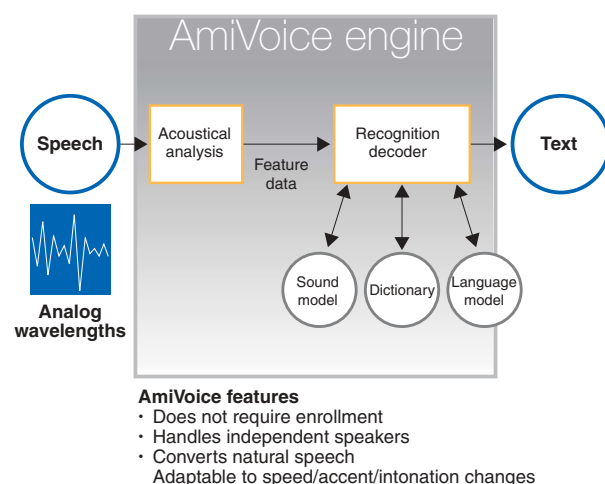 AmiVoice engine
Speech
Acoustical
analysis
Feature
data
Recognition
decoder
Text
Analog
wavelengths
Sound
model
Dictionary
Language
model
AmiVoice features
· Does not require enrollment
· Handles independent speakers
· Converts natural speech
Adaptable to speed/accent/intonation changes